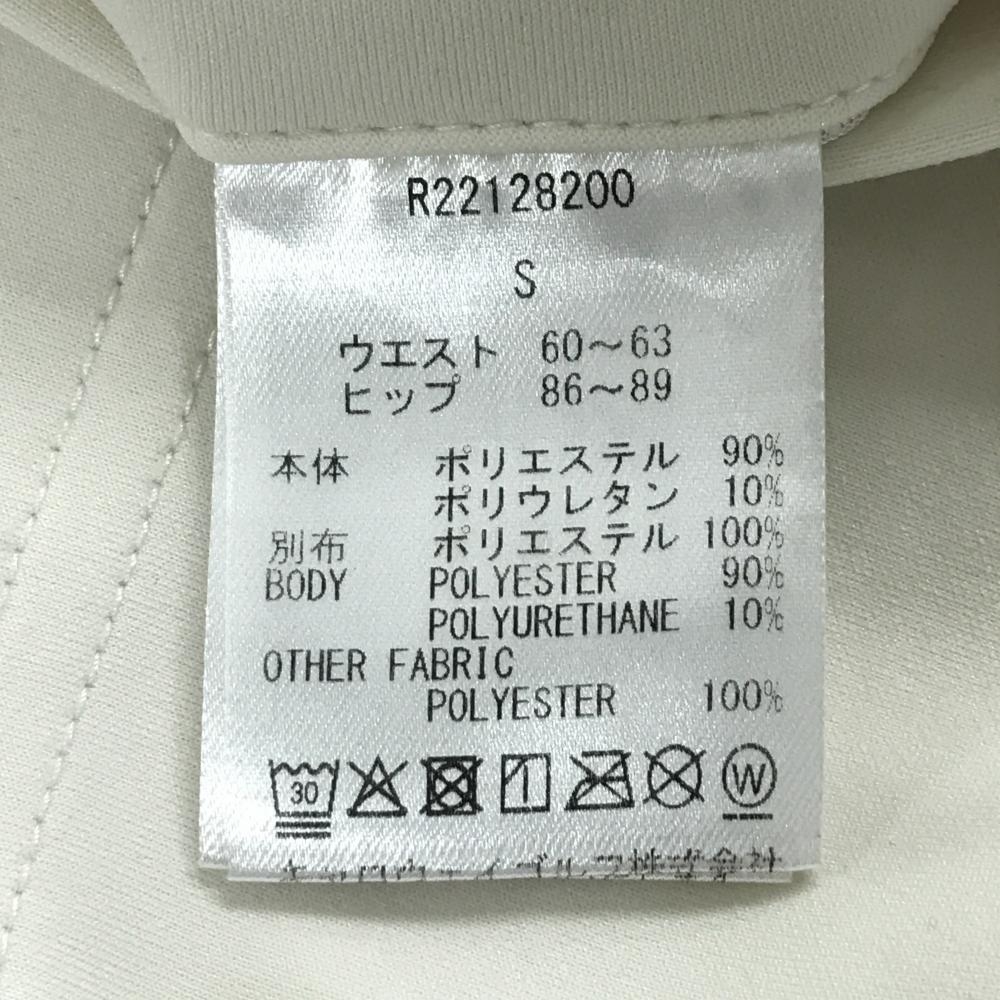 R22128200
S
ウエスト 60～63
ヒップ 86～89
本体 ポリエステル 90%
ポリウレタン 10%
別布 ポリエステル 100%
BODY POLYESTER 90%
POLYURETHANE 10%
OTHER FABRIC
POLYESTER 100%
30
W